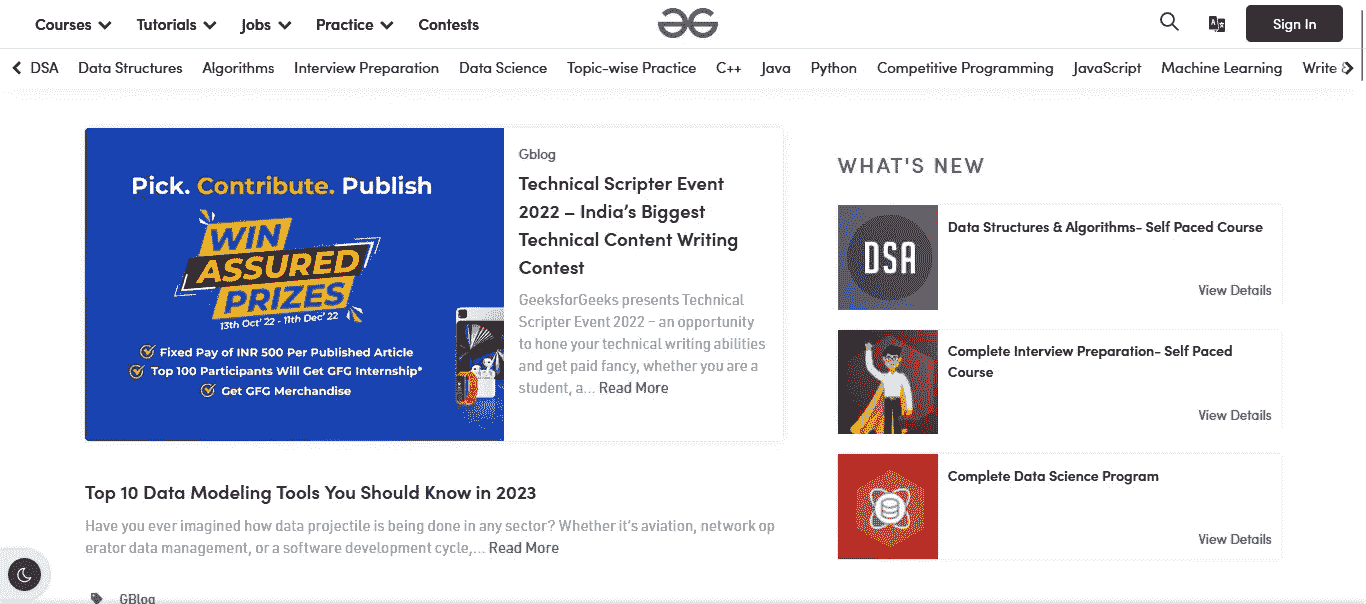 Courses Tutorials Jobs Practice Contests Sign In
DSA Data Structures Algorithms Interview Preparation Data Science Topic-wise Practice C++ Java Python Competitive Programming JavaScript Machine Learning Write
Pick. Contribute. Publish
WIN
ASSURED
PRIZES
13th Oct' 22 - 11th Dec' 22
Fixed Pay of INR 500 Per Published Article
Top 100 Participants Will Get GFG Internship*
Get GFG Merchandise
Gblog
Technical Scripter Event
2022 – India’s Biggest
Technical Content Writing
Contest
GeeksforGeeks presents Technical
Scripter Event 2022 – an opportunity
to hone your technical writing abilities
and get paid fancy, whether you are a
student, a... Read More
Top 10 Data Modeling Tools You Should Know in 2023
Have you ever imagined how data projectile is being done in any sector? Whether it’s aviation, network op
erator data management, or a software development cycle,... Read More
GBlog
WHAT'S NEW
DSA
Data Structures & Algorithms- Self Paced Course
View Details
Complete Interview Preparation- Self Paced
Course
View Details
Complete Data Science Program
View Details